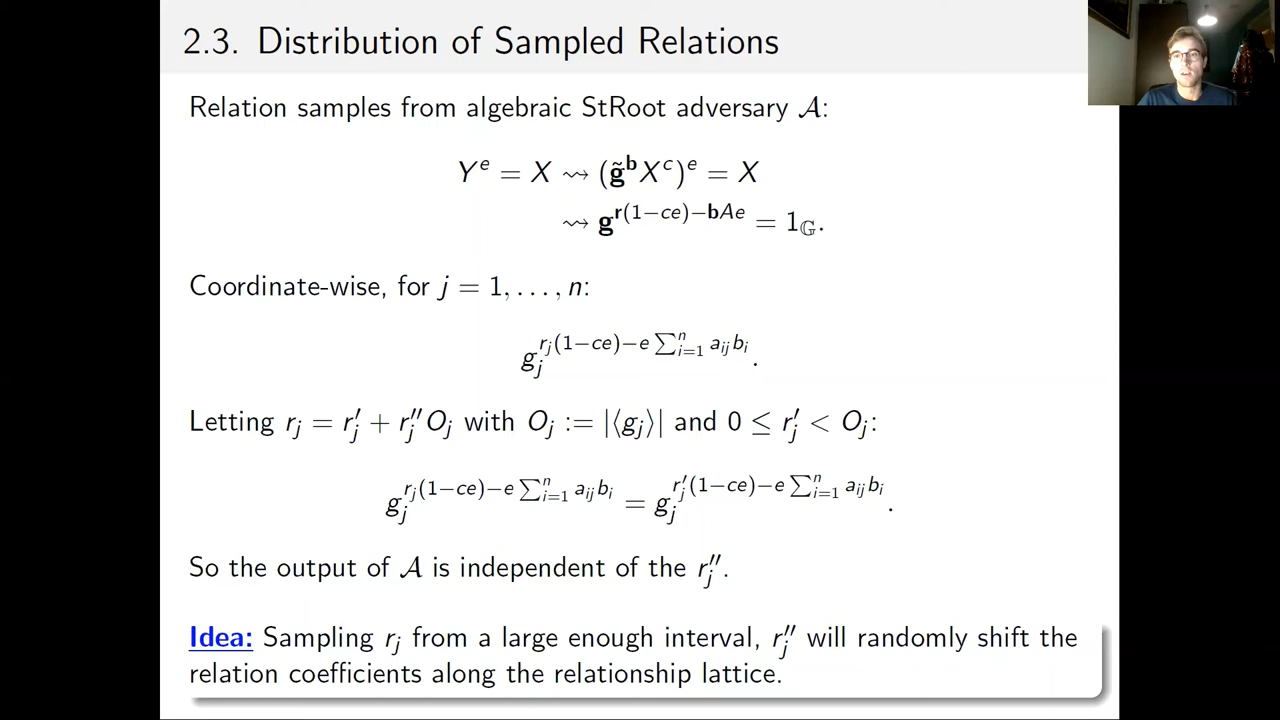 2.3. Distribution of Sampled Relations
Relation samples from algebraic StRoot adversary 𝒜:
Y^e = X ⇝ (g̃^b X^c)^e = X
⇝ g^{r(1−ce)−bAe} = 1_𝔾.
Coordinate-wise, for j = 1, . . . , n:
g_j^{r_j(1−ce)−e ∑_{i=1}^n a_{ij} b_i}.
Letting r_j = r′_j + r″_j O_j with O_j := |⟨g_j⟩| and 0 ≤ r′_j < O_j:
g_j^{r_j(1−ce)−e ∑_{i=1}^n a_{ij} b_i} = g_j^{r′_j(1−ce)−e ∑_{i=1}^n a_{ij} b_i}.
So the output of 𝒜 is independent of the r″_j.
Idea: Sampling r_j from a large enough interval, r″_j will randomly shift the
relation coefficients along the relationship lattice.